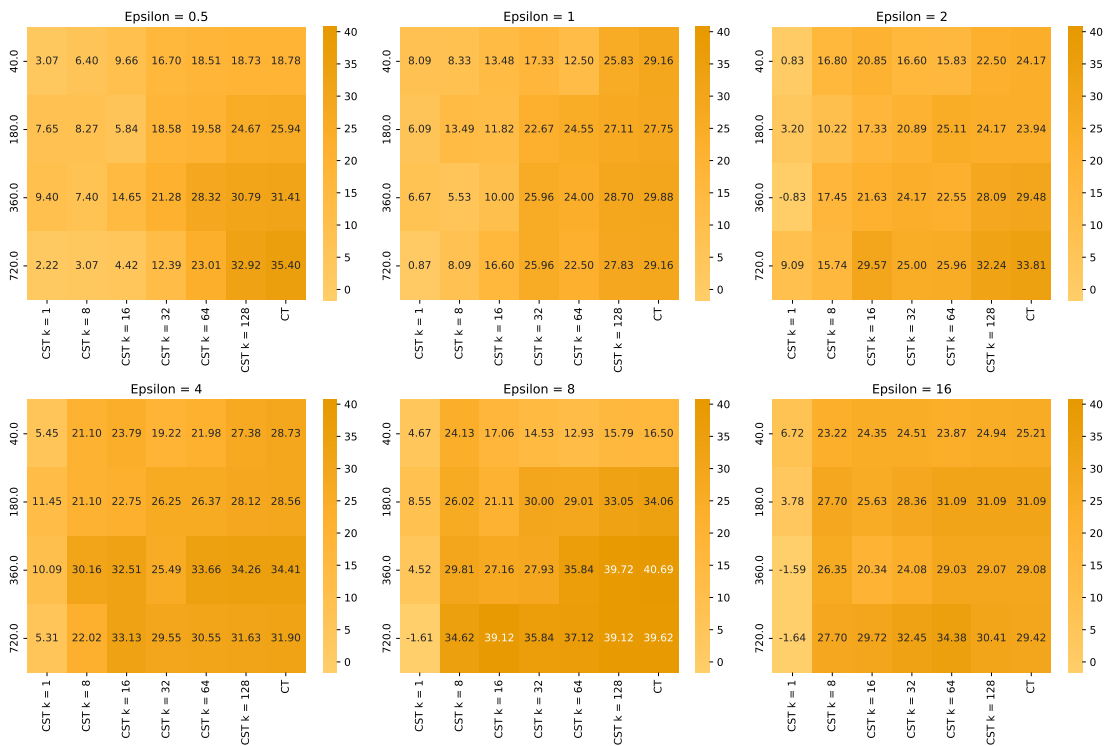 Epsilon = 0.5
40.0 3.07 6.40 9.66 16.70 18.51 18.73 18.78
180.0 7.65 8.27 5.84 18.58 19.58 24.67 25.94
360.0 9.40 7.40 14.65 21.28 28.32 30.79 31.41
720.0 2.22 3.07 4.42 12.39 23.01 32.92 35.40
CST k = 1
CST k = 8
CST k = 16
CST k = 32
CST k = 64
CST k = 128
CT
40
35
30
25
20
15
10
5
0
Epsilon = 1
40.0 8.09 8.33 13.48 17.33 12.50 25.83 29.16
180.0 6.09 13.49 11.82 22.67 24.55 27.11 27.75
360.0 6.67 5.53 10.00 25.96 24.00 28.70 29.88
720.0 0.87 8.09 16.60 25.96 22.50 27.83 29.16
CST k = 1
CST k = 8
CST k = 16
CST k = 32
CST k = 64
CST k = 128
CT
40
35
30
25
20
15
10
5
0
Epsilon = 2
40.0 0.83 16.80 20.85 16.60 15.83 22.50 24.17
180.0 3.20 10.22 17.33 20.89 25.11 24.17 23.94
360.0 -0.83 17.45 21.63 24.17 22.55 28.09 29.48
720.0 9.09 15.74 29.57 25.00 25.96 32.24 33.81
CST k = 1
CST k = 8
CST k = 16
CST k = 32
CST k = 64
CST k = 128
CT
40
35
30
25
20
15
10
5
0
Epsilon = 4
40.0 5.45 21.10 23.79 19.22 21.98 27.38 28.73
180.0 11.45 21.10 22.75 26.25 26.37 28.12 28.56
360.0 10.09 30.16 32.51 25.49 33.66 34.26 34.41
720.0 5.31 22.02 33.13 29.55 30.55 31.63 31.90
CST k = 1
CST k = 8
CST k = 16
CST k = 32
CST k = 64
CST k = 128
CT
40
35
30
25
20
15
10
5
0
Epsilon = 8
40.0 4.67 24.13 17.06 14.53 12.93 15.79 16.50
180.0 8.55 26.02 21.11 30.00 29.01 33.05 34.06
360.0 4.52 29.81 27.16 27.93 35.84 39.72 40.69
720.0 -1.61 34.62 39.12 35.84 37.12 39.12 39.62
CST k = 1
CST k = 8
CST k = 16
CST k = 32
CST k = 64
CST k = 128
CT
40
35
30
25
20
15
10
5
0
Epsilon = 16
40.0 6.72 23.22 24.35 24.51 23.87 24.94 25.21
180.0 3.78 27.70 25.63 28.36 31.09 31.09 31.09
360.0 -1.59 26.35 20.34 24.08 29.03 29.07 29.08
720.0 -1.64 27.70 29.72 32.45 34.38 30.41 29.42
CST k = 1
CST k = 8
CST k = 16
CST k = 32
CST k = 64
CST k = 128
CT
40
35
30
25
20
15
10
5
0